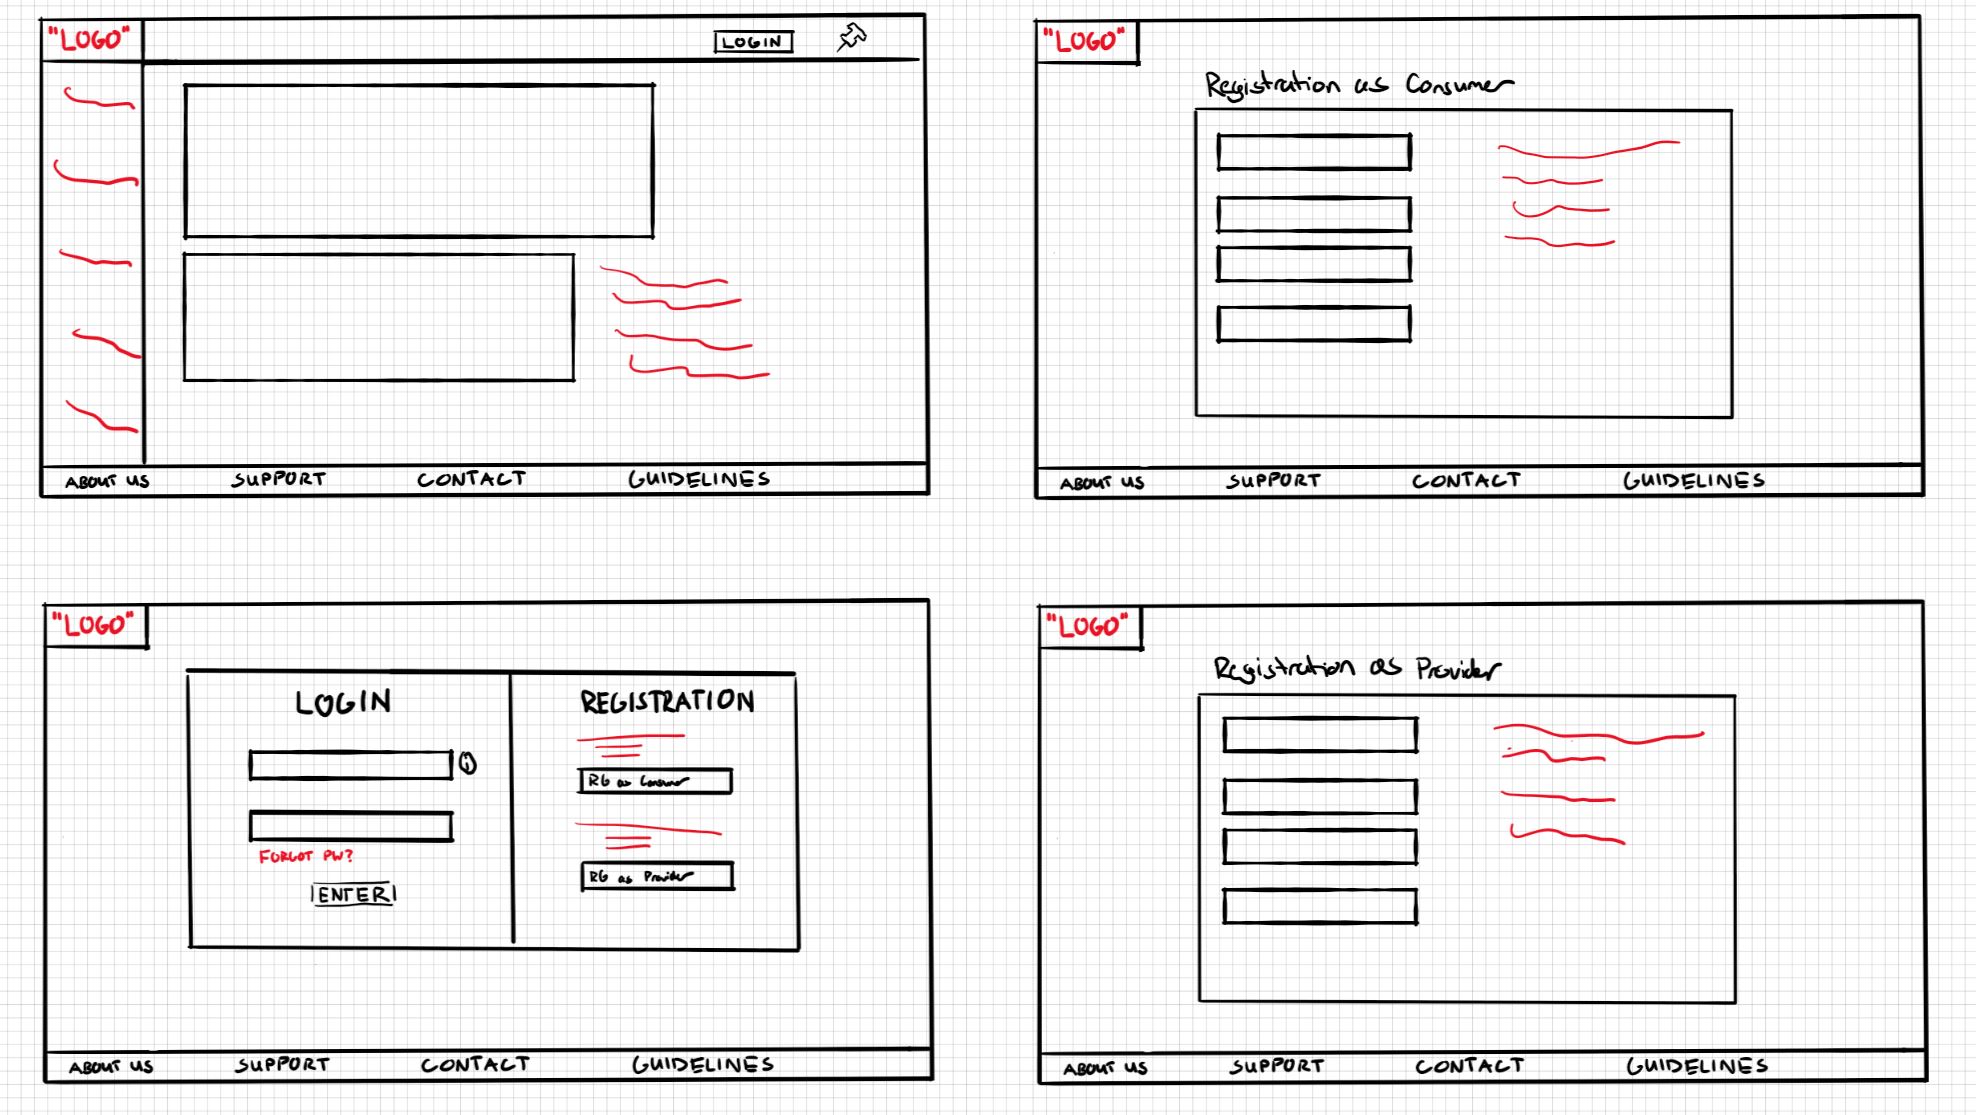 "LOGO"
LOGIN
ABOUT US SUPPORT CONTACT GUIDELINES
"LOGO"
Registration as Consumer
ABOUT US SUPPORT CONTACT GUIDELINES
"LOGO"
LOGIN
i
FORGOT PW?
ENTER
REGISTRATION
RG as Consumer
RG as Provider
ABOUT US SUPPORT CONTACT GUIDELINES
"LOGO"
Registration as Provider
ABOUT US SUPPORT CONTACT GUIDELINES